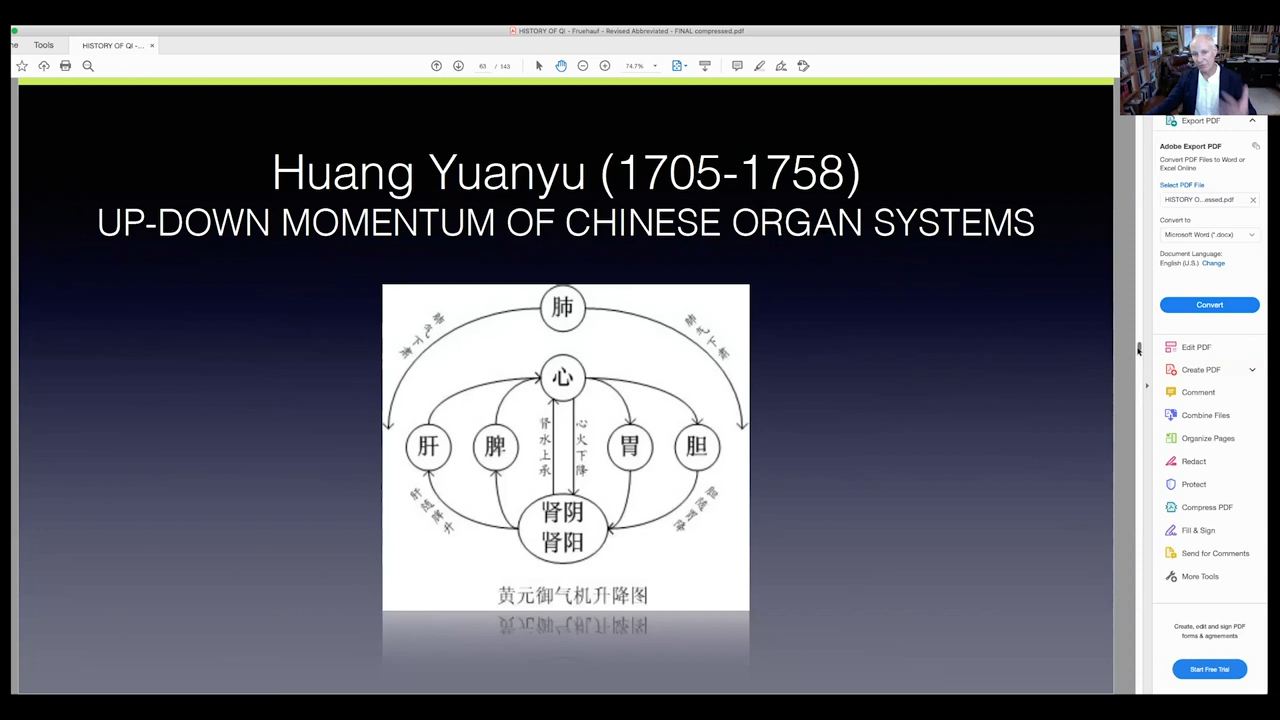 HISTORY OF QI - Fruehauf - Revised Abbreviated - FINAL compressed.pdf
Tools
HISTORY OF QI -... ×
63 / 143
74.7%
Huang Yuanyu (1705-1758)
UP-DOWN MOMENTUM OF CHINESE ORGAN SYSTEMS
肺
心
肝
脾
肾水上承
心火下降
胃
胆
肾阴
肾阳
黄元御气机升降图
Export PDF
Adobe Export PDF
Convert PDF Files to Word or
Excel Online
Select PDF File
HISTORY O...essed.pdf
Convert to
Microsoft Word (*.docx)
Document Language:
English (U.S.) Change
Convert
Edit PDF
Create PDF
Comment
Combine Files
Organize Pages
Redact
Protect
Compress PDF
Fill & Sign
Send for Comments
More Tools
Create, edit and sign PDF
forms & agreements
Start Free Trial